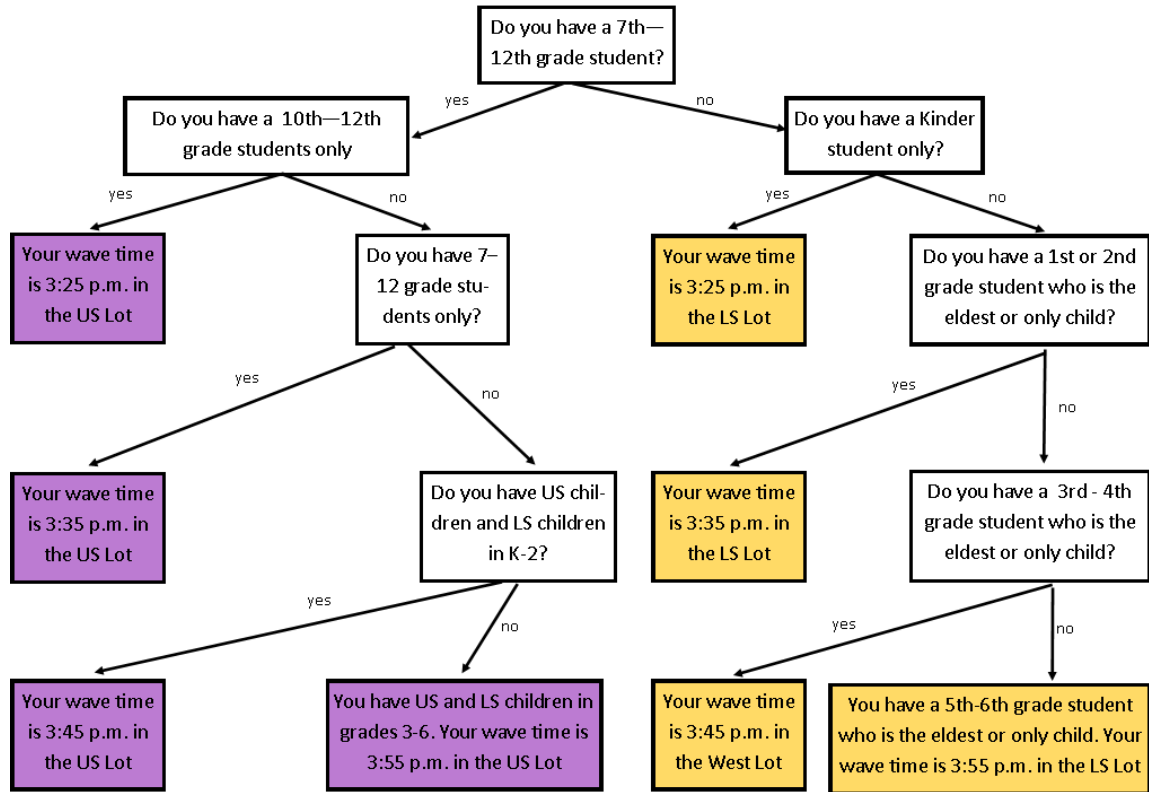 Do you have a 7th—
12th grade student?
yes
no
Do you have a  10th—12th
grade students only
Do you have a Kinder
student only?
yes
no
yes
no
Your wave time
is 3:25 p.m. in
the US Lot
Do you have 7–
12 grade stu-
dents only?
Your wave time
is 3:25 p.m. in
the LS Lot
Do you have a 1st or 2nd
grade student who is the
eldest or only child?
yes
no
yes
no
Your wave time
is 3:35 p.m. in
the US Lot
Do you have US chil-
dren and LS children
in K-2?
Your wave time
is 3:35 p.m. in
the LS Lot
Do you have a  3rd - 4th
grade student who is the
eldest or only child?
yes
no
yes
no
Your wave time
is 3:45 p.m. in
the US Lot
You have US and LS children in
grades 3-6. Your wave time is
3:55 p.m. in the US Lot
Your wave time
is 3:45 p.m. in
the West Lot
You have a 5th-6th grade student
who is the eldest or only child. Your
wave time is 3:55 p.m. in the LS Lot